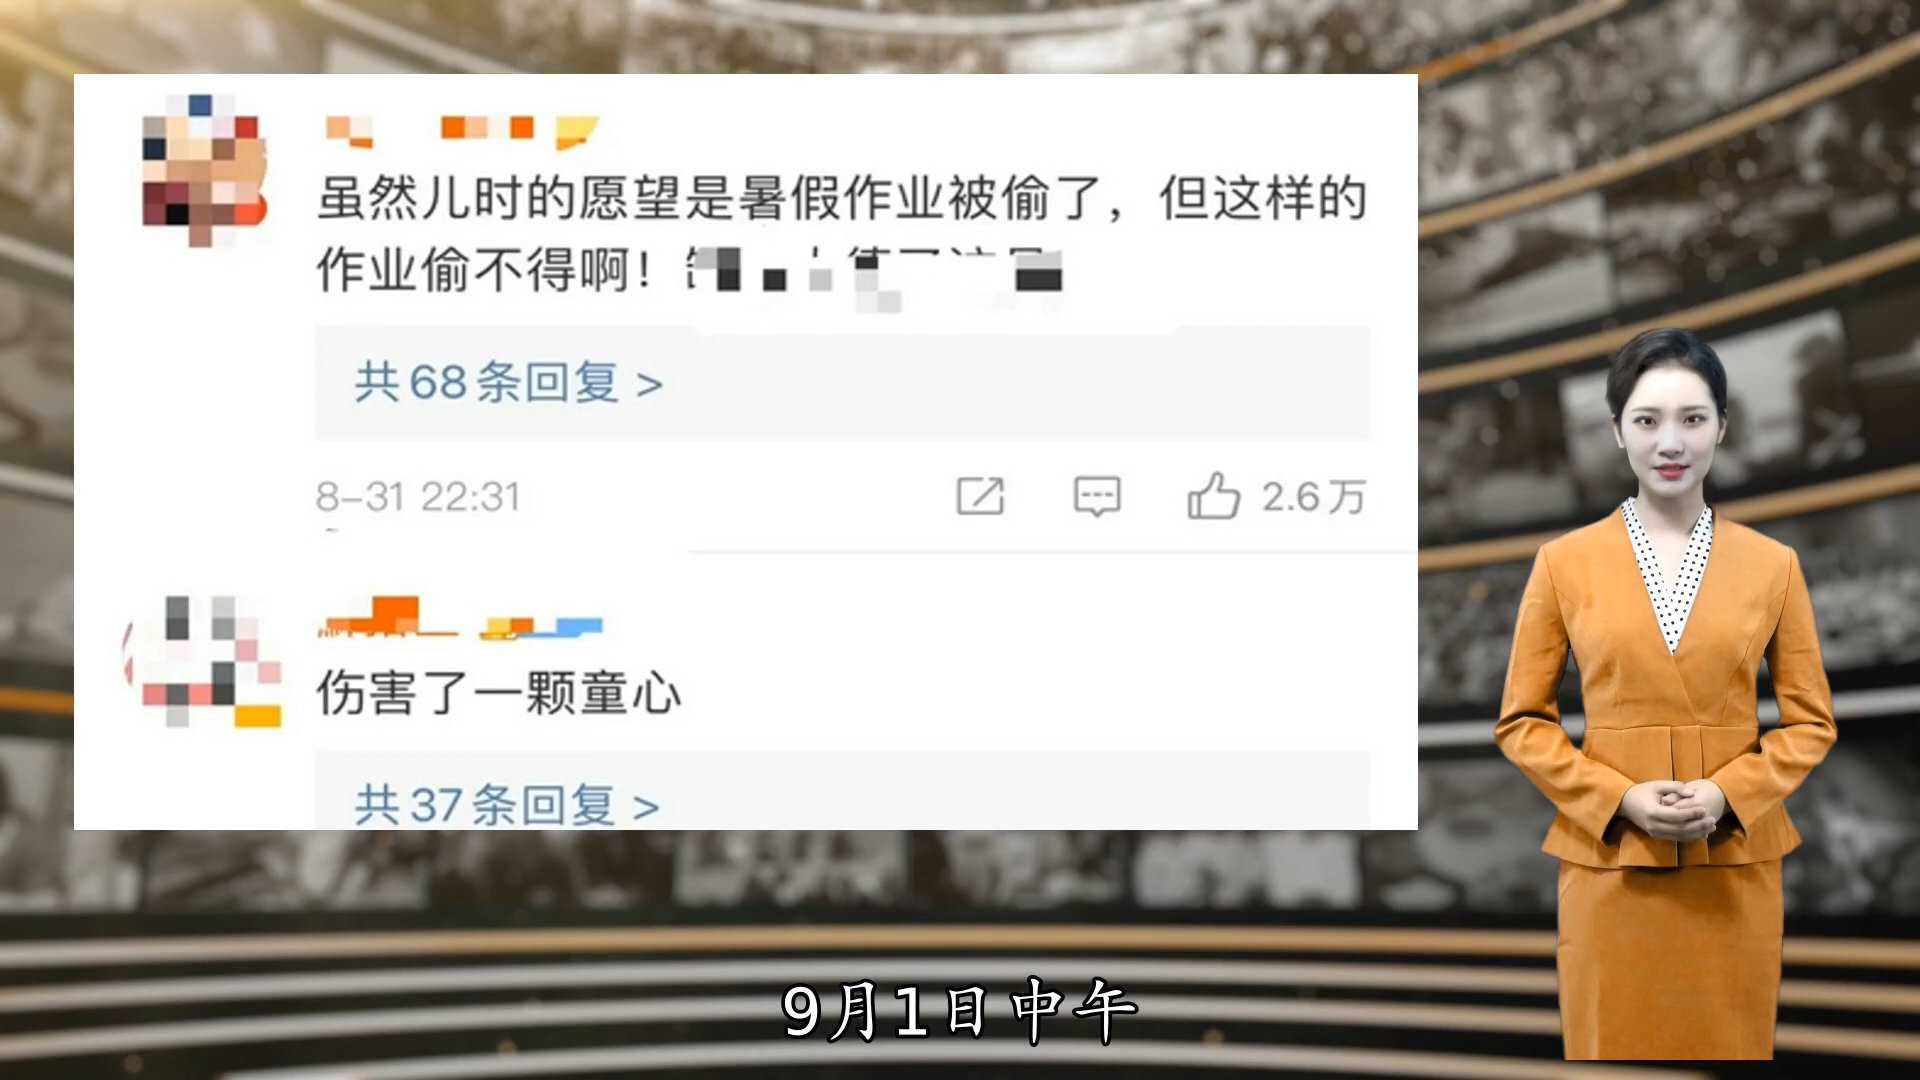 虽然儿时的愿望是暑假作业被偷了，但这样的
作业偷不得啊！
共68条回复 >
8-31 22:31
2.6万
伤害了一颗童心
共37条回复 >
9月1日中午